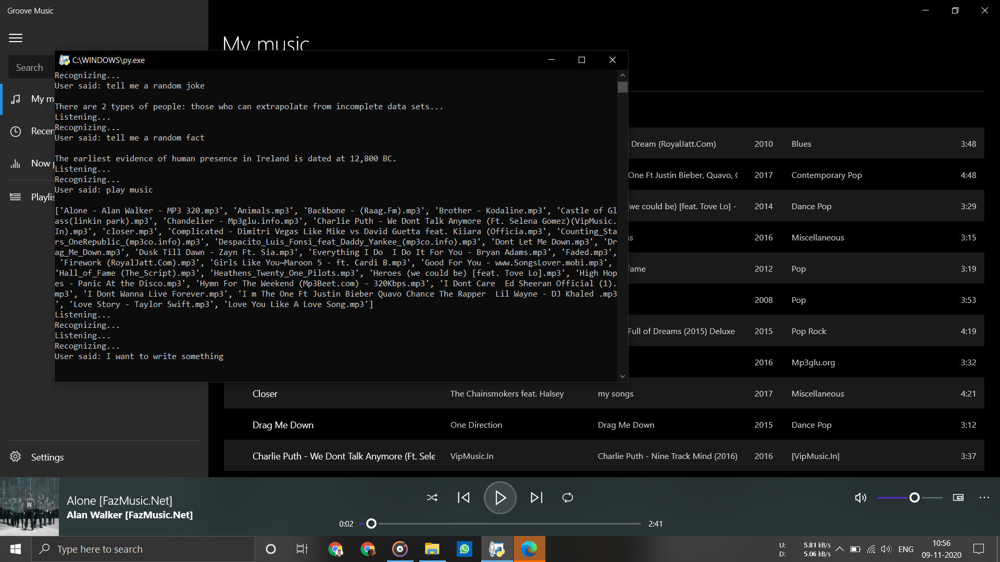 Groove Music
My music
Search
My m
Recen
Now p
Playlis
Settings
C:\WINDOWS\py.exe
Recognizing...
User said: tell me a random joke
There are 2 types of people: those who can extrapolate from incomplete data sets...
Listening...
Recognizing...
User said: tell me a random fact
The earliest evidence of human presence in Ireland is dated at 12,800 BC.
Listening...
Recognizing...
User said: play music
['Alone - Alan Walker - MP3 320.mp3', 'Animals.mp3', 'Backbone - (Raag.Fm).mp3', 'Brother - Kodaline.mp3', 'Castle of Gl
ass(linkin park).mp3', 'Chandelier - Mp3glu.info.mp3', 'Charlie Puth - We Dont Talk Anymore (Ft. Selena Gomez)(VipMusic.
In).mp3', 'closer.mp3', 'Complicated - Dimitri Vegas Like Mike vs David Guetta feat. Kiiara (Officia.mp3', 'Counting_Sta
rs_OneRepublic_(mp3co.info).mp3', 'Despacito_Luis_Fonsi_feat_Daddy_Yankee_(mp3co.info).mp3', 'Dont Let Me Down.mp3', 'Dr
ag_Me_Down.mp3', 'Dusk Till Dawn - Zayn Ft. Sia.mp3', 'Everything I Do  I Do It For You - Bryan Adams.mp3', 'Faded.mp3',
'Firework (RoyalJatt.Com).mp3', 'Girls Like You~Maroon 5 - ft. Cardi B.mp3', 'Good For You - www.SongsLover.mobi.mp3',
'Hall_of_Fame (The_Script).mp3', 'Heathens_Twenty_One_Pilots.mp3', 'Heroes (we could be) [feat. Tove Lo].mp3', 'High Hop
es - Panic At the Disco.mp3', 'Hymn For The Weekend (Mp3Beet.com) - 320Kbps.mp3', 'I Dont Care  Ed Sheeran Official (1).
mp3', 'I Dont Wanna Live Forever.mp3', 'I m The One Ft Justin Bieber Quavo Chance The Rapper  Lil Wayne - DJ Khaled .mp3
', 'Love Story - Taylor Swift.mp3', 'Love You Like A Love Song.mp3']
Listening...
Recognizing...
Listening...
Recognizing...
User said: I want to write something
Dream (RoyalJatt.Com) 2010 Blues 3:48
One Ft Justin Bieber, Quavo, 2017 Contemporary Pop 4:48
we could be) [feat. Tove Lo] - 2014 Dance Pop 3:29
2016 Miscellaneous 3:15
Fame 2012 Pop 3:19
2008 Pop 3:53
Full of Dreams (2015) Deluxe 2015 Pop Rock 4:19
2016 Mp3glu.org 3:32
Closer The Chainsmokers feat. Halsey my songs 2017 Miscellaneous 4:21
Drag Me Down One Direction Drag Me Down 2015 Dance Pop 3:12
Charlie Puth - We Dont Talk Anymore (Ft. Sele VipMusic.In Charlie Puth - Nine Track Mind (2016) 2016 [VipMusic.In] 3:37
Alone [FazMusic.Net]
Alan Walker [FazMusic.Net]
0:02 2:41
Type here to search
U: 5.81 kB/s
D: 5.06 kB/s
ENG
10:56
09-11-2020